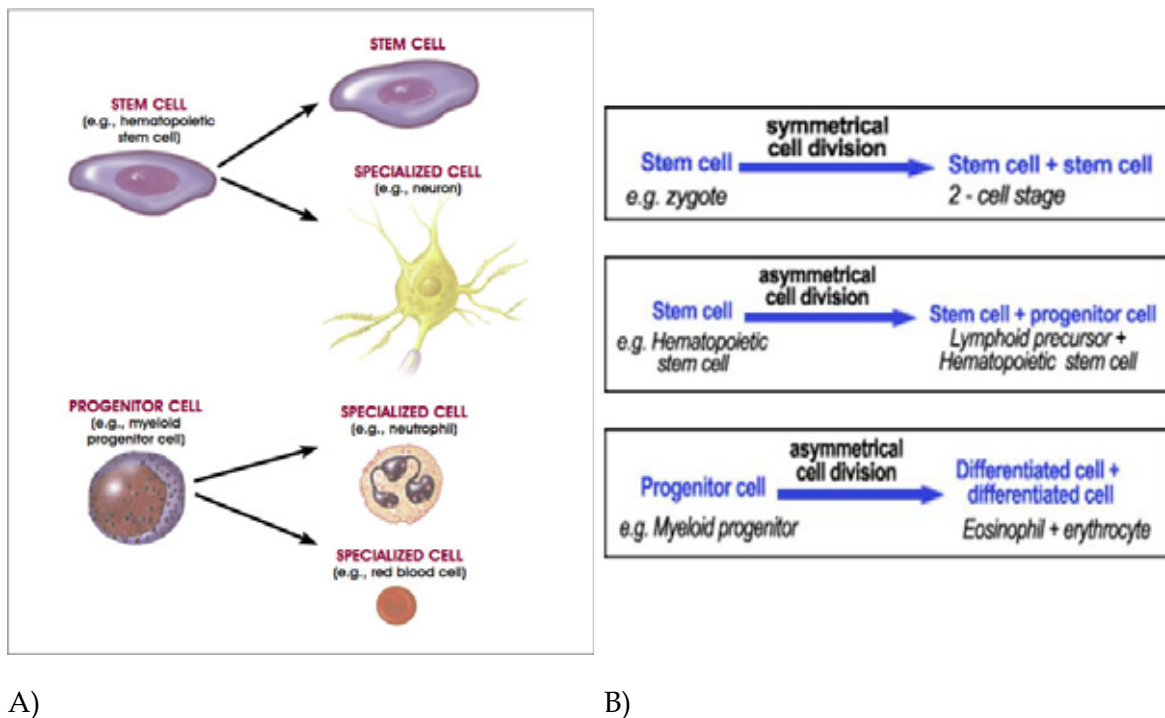 STEM CELL
STEM CELL
(e.g., hematopoietic
stem cell)
SPECIALIZED CELL
(e.g., neuron)
PROGENITOR CELL
(e.g., myeloid
progenitor cell)
SPECIALIZED CELL
(e.g., neutrophil)
SPECIALIZED CELL
(e.g., red blood cell)
symmetrical
cell division
Stem cell
Stem cell + stem cell
e.g. zygote
2 - cell stage
asymmetrical
cell division
Stem cell
Stem cell + progenitor cell
e.g. Hematopoietic
stem cell
Lymphoid precursor +
Hematopoietic stem cell
asymmetrical
cell division
Progenitor cell
Differentiated cell +
differentiated cell
e.g. Myeloid progenitor
Eosinophil + erythrocyte
A)
B)